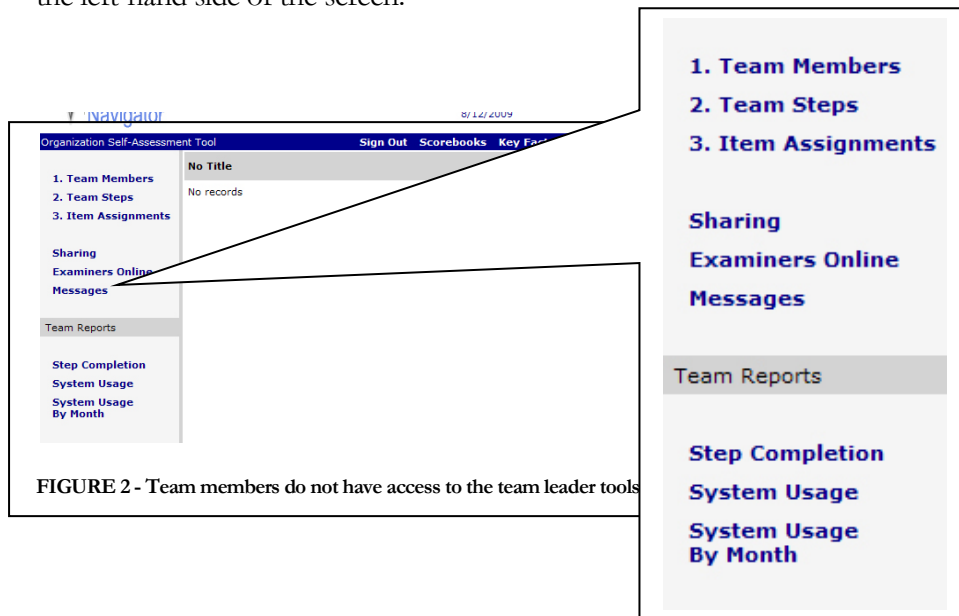 the left-hand side of the screen.
Navigator
8/12/2009
Organization Self-Assessment Tool Sign Out Scorebooks Key
No Title
No records
1. Team Members
2. Team Steps
3. Item Assignments
Sharing
Examiners Online
Messages
Team Reports
Step Completion
System Usage
System Usage
By Month
FIGURE 2 - Team members do not have access to the team leader tools
1. Team Members
2. Team Steps
3. Item Assignments
Sharing
Examiners Online
Messages
Team Reports
Step Completion
System Usage
System Usage
By Month